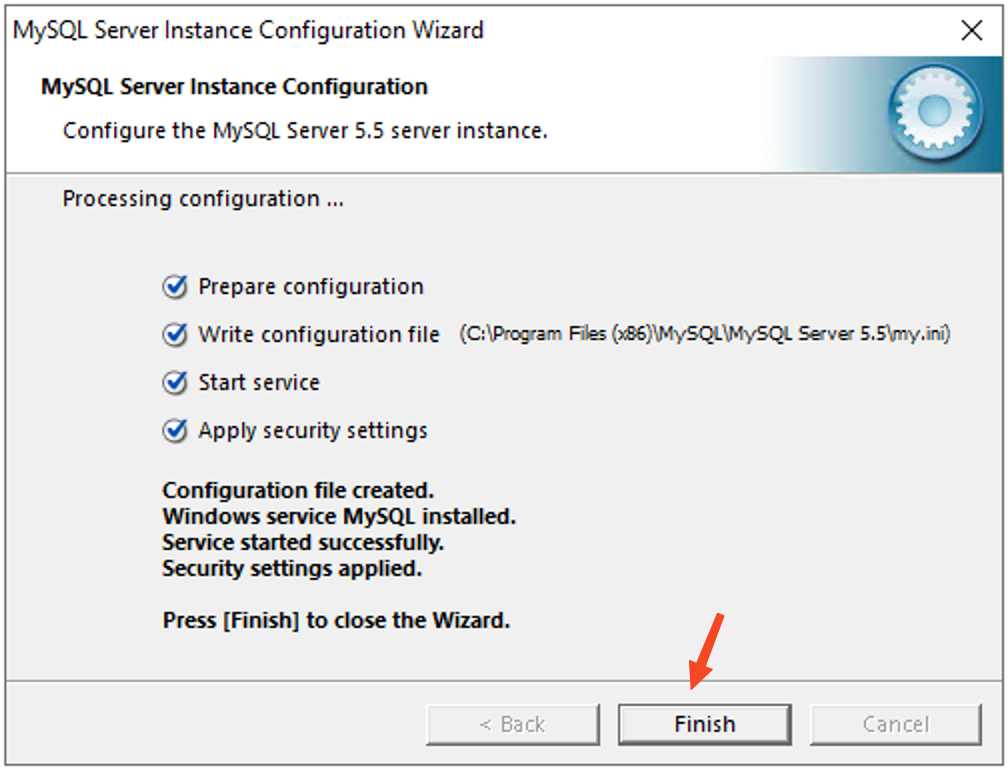 MySQL Server Instance Configuration Wizard
MySQL Server Instance Configuration
Configure the MySQL Server 5.5 server instance.
Processing configuration ...
Prepare configuration
Write configuration file (C:\Program Files (x86)\MySQL\MySQL Server 5.5\my.ini)
Start service
Apply security settings
Configuration file created.
Windows service MySQL installed.
Service started successfully.
Security settings applied.
Press [Finish] to close the Wizard.
< Back Finish Cancel